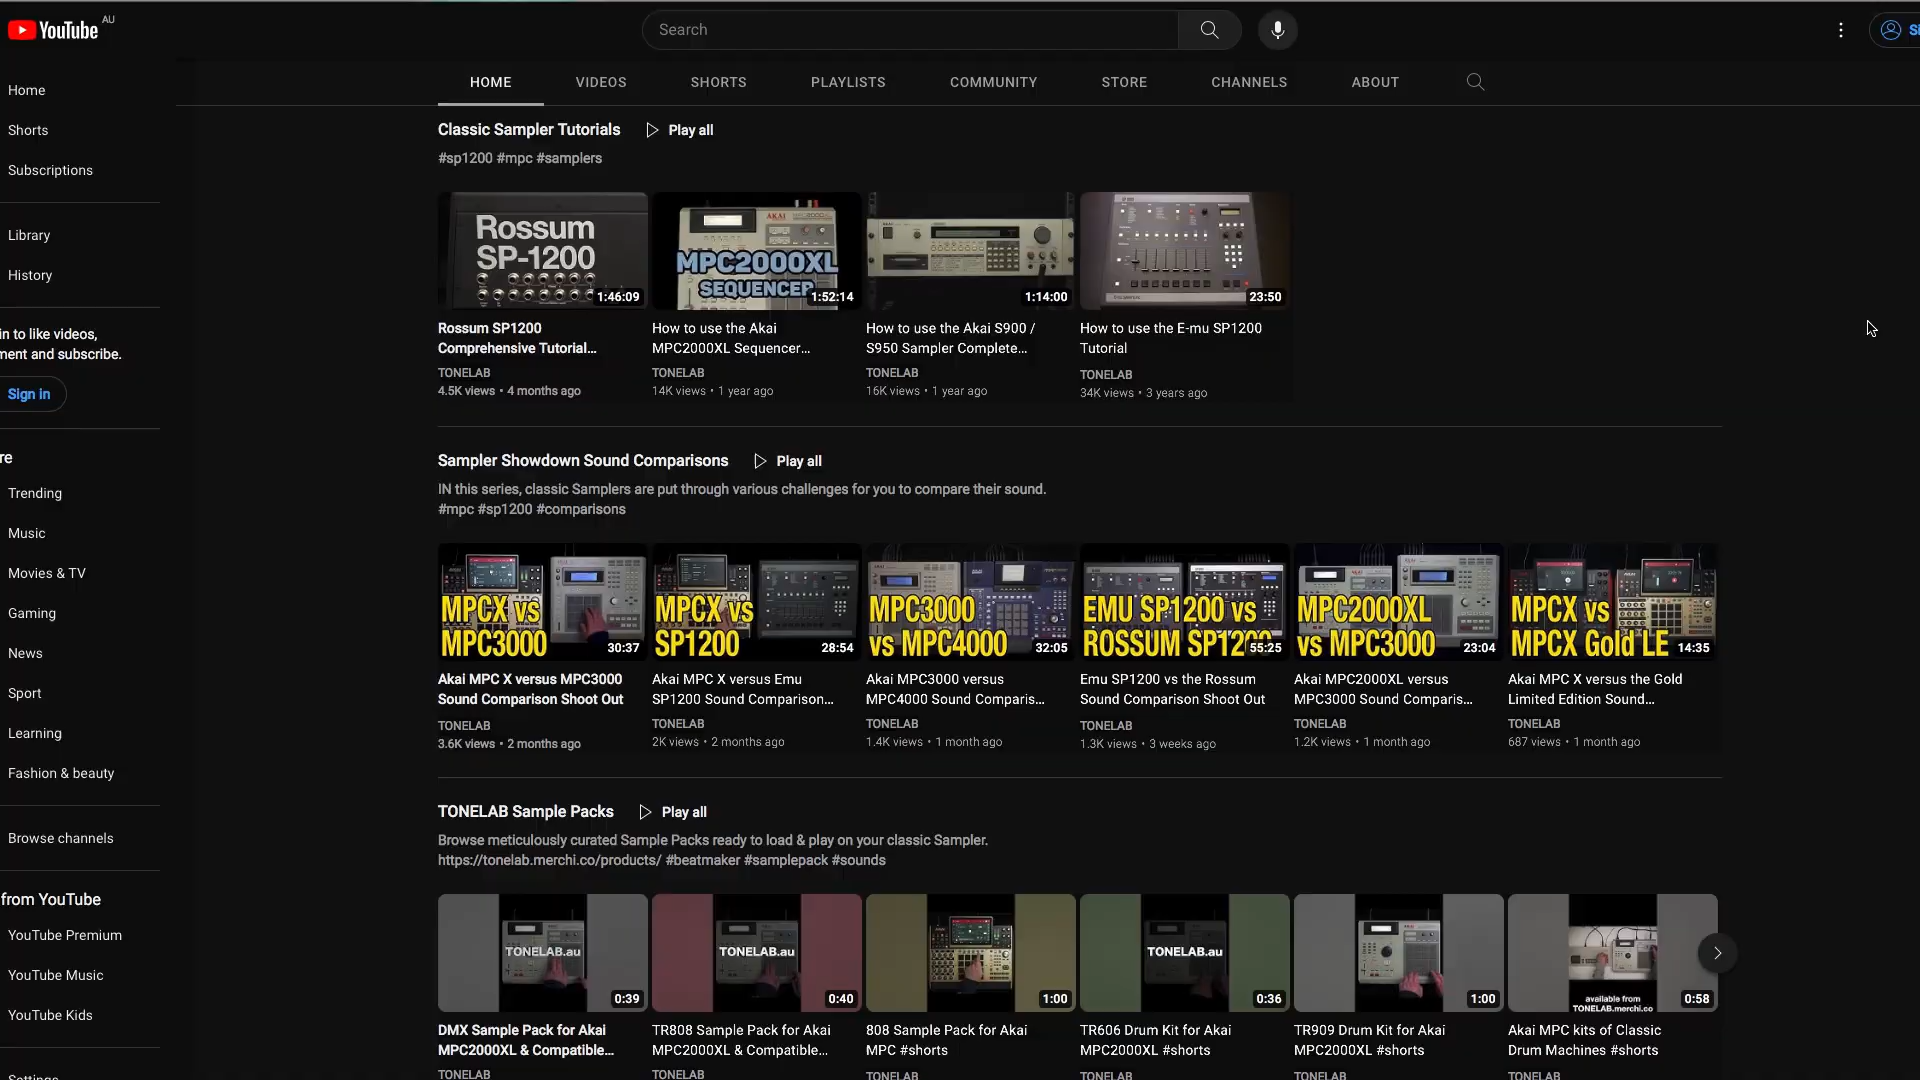 YouTube AU
Search
Home
Shorts
Subscriptions
Library
History
in to like videos,
ment and subscribe.
Sign in
re
Trending
Music
Movies & TV
Gaming
News
Sport
Learning
Fashion & beauty
Browse channels
from YouTube
YouTube Premium
YouTube Music
YouTube Kids
Settings
HOME VIDEOS SHORTS PLAYLISTS COMMUNITY STORE CHANNELS ABOUT
Classic Sampler Tutorials Play all
#sp1200 #mpc #samplers
Rossum
SP-1200
1:46:09
Rossum SP1200
Comprehensive Tutorial...
TONELAB
4.5K views • 4 months ago
AKAI
MPC2000XL
SEQUENCER
1:52:14
How to use the Akai
MPC2000XL Sequencer...
TONELAB
14K views • 1 year ago
1:14:00
How to use the Akai S900 /
S950 Sampler Complete...
TONELAB
16K views • 1 year ago
23:50
How to use the E-mu SP1200
Tutorial
TONELAB
34K views • 3 years ago
Sampler Showdown Sound Comparisons Play all
IN this series, classic Samplers are put through various challenges for you to compare their sound.
#mpc #sp1200 #comparisons
MPCX vs
MPC3000
30:37
Akai MPC X versus MPC3000
Sound Comparison Shoot Out
TONELAB
3.6K views • 2 months ago
MPCX vs
SP1200
28:54
Akai MPC X versus Emu
SP1200 Sound Comparison...
TONELAB
2K views • 2 months ago
MPC3000
vs MPC4000
32:05
Akai MPC3000 versus
MPC4000 Sound Comparis...
TONELAB
1.4K views • 1 month ago
EMU SP1200 vs
ROSSUM SP1200
55:25
Emu SP1200 vs the Rossum
Sound Comparison Shoot Out
TONELAB
1.3K views • 3 weeks ago
MPC2000XL
vs MPC3000
23:04
Akai MPC2000XL versus
MPC3000 Sound Comparis...
TONELAB
1.2K views • 1 month ago
MPCX vs
MPCX Gold LE
14:35
Akai MPC X versus the Gold
Limited Edition Sound...
TONELAB
687 views • 1 month ago
TONELAB Sample Packs Play all
Browse meticulously curated Sample Packs ready to load & play on your classic Sampler.
https://tonelab.merchi.co/products/ #beatmaker #samplepack #sounds
TONELAB.au
0:39
DMX Sample Pack for Akai
MPC2000XL & Compatible...
TONELAB
TONELAB.au
0:40
TR808 Sample Pack for Akai
MPC2000XL & Compatible...
TONELAB
1:00
808 Sample Pack for Akai
MPC #shorts
TONELAB
TONELAB.au
0:36
TR606 Drum Kit for Akai
MPC2000XL #shorts
TONELAB
1:00
TR909 Drum Kit for Akai
MPC2000XL #shorts
TONELAB
available from
TONELAB.merchi.co
0:58
Akai MPC kits of Classic
Drum Machines #shorts
TONELAB